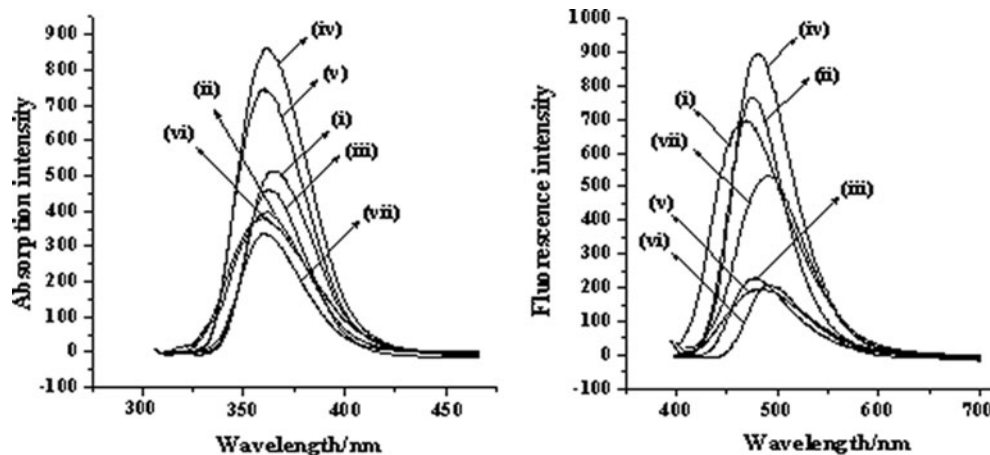 900
800
700
600
500
400
300
200
100
0
-100
Absorption intensity
(iv)
(v)
(ii)
(i)
(vi)
(iii)
(vii)
300 350 400 450
Wavelength/nm
1000
900
800
700
600
500
400
300
200
100
0
-100
Fluorescence intensity
(iv)
(ii)
(i)
(vii)
(iii)
(v)
(vi)
400 500 600 700
Wavelength/nm